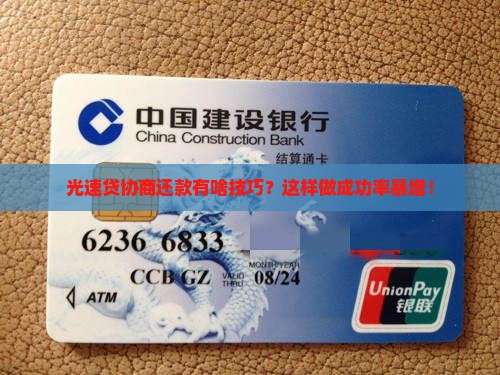 中国建设银行
China Construction Bank
结算通卡
光速贷协商还款有啥技巧？这样做成功率暴增！
6236 6833
MONTH/YEAR
CCB GZ VALID THRU 08/24
ATM
UnionPay
银联